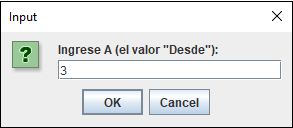 Input
?
Ingrese A (el valor "Desde"):
3
OK Cancel